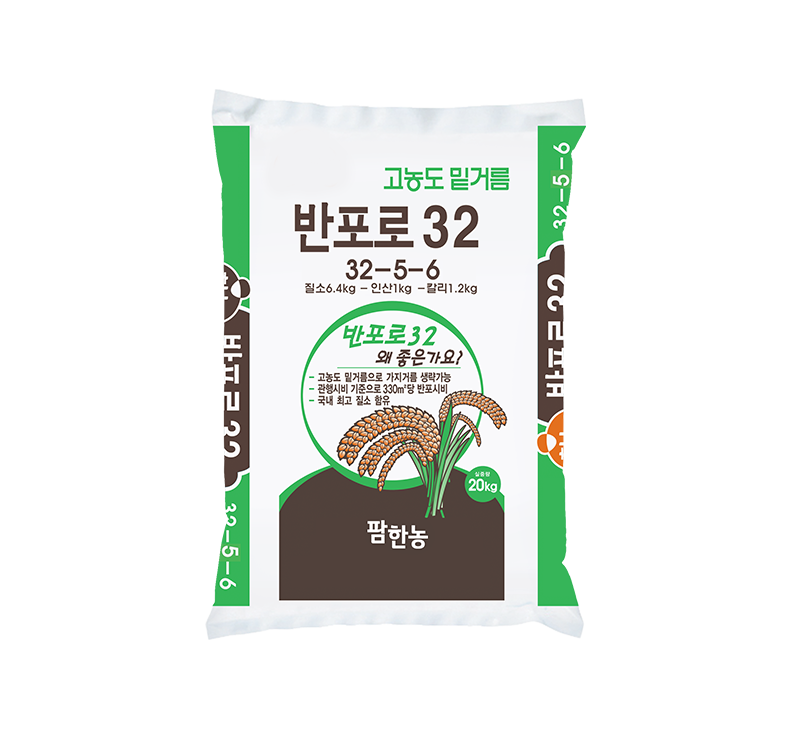 고농도 밑거름
반포로 32
32-5-6
질소6.4kg - 인산1kg -칼리1.2kg
반포로32
왜 좋은가요?
- 고농도 밑거름으로 가지거름 생략가능
- 관행시비 기준으로 330㎡당 반포시비
- 국내 최고 질소 함유
실중량
20kg
팜한농
32-5-6
반포로 32
반포로 32
32-5-6